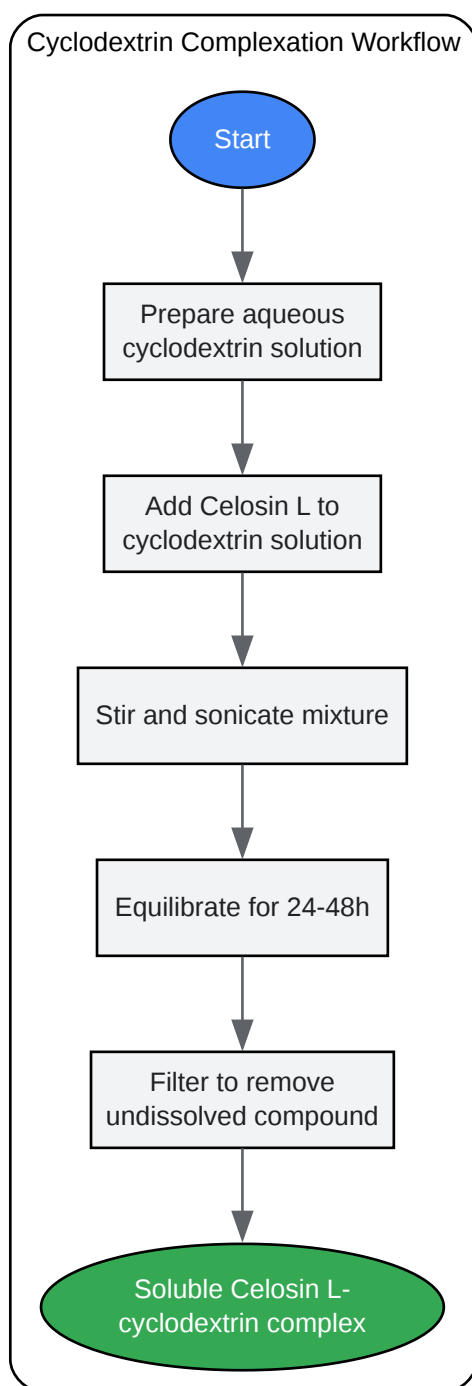 Cyclodextrin Complexation Workflow
Start
Prepare aqueous
cyclodextrin solution
Add Celosin L to
cyclodextrin solution
Stir and sonicate mixture
Equilibrate for 24-48h
Filter to remove
undissolved compound
Soluble Celosin L-
cyclodextrin complex